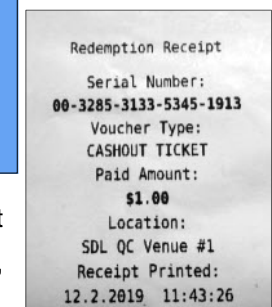 Redemption Receipt
Serial Number:
00-3285-3133-5345-1913
Voucher Type:
CASHOUT TICKET
Paid Amount:
$1.00
Location:
SDL QC Venue #1
Receipt Printed:
12.2.2019 11:43:26